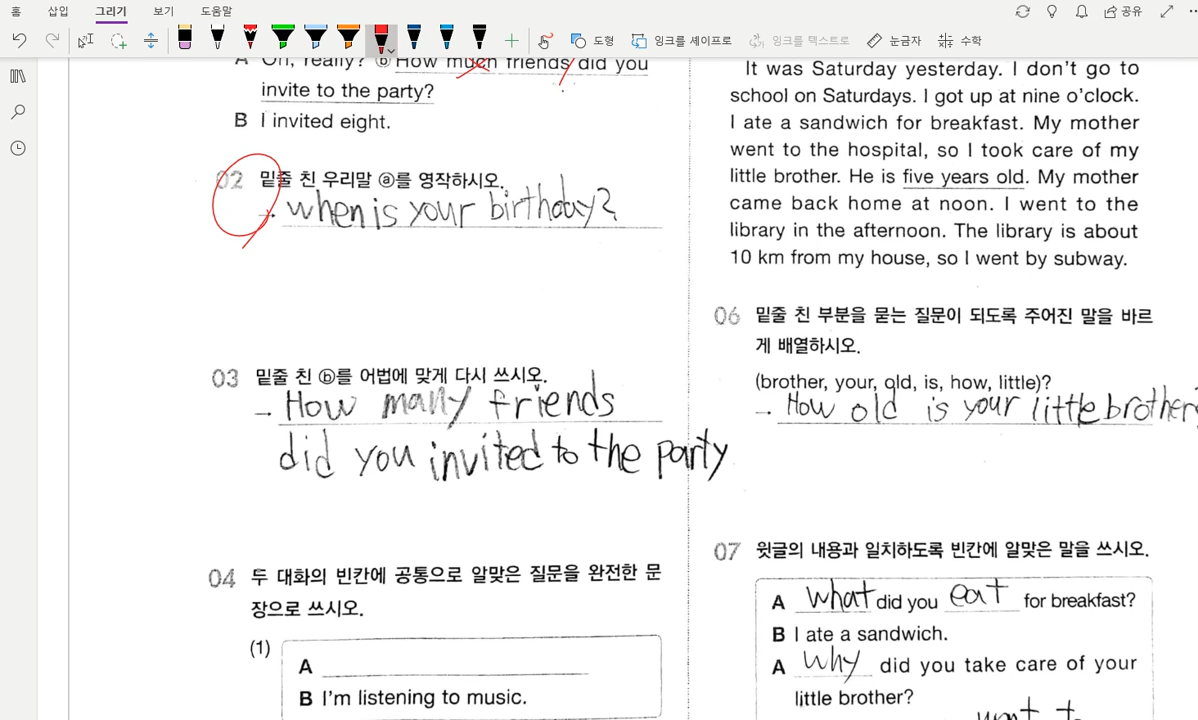 홈 삽입 그리기 보기 도움말 공유
도형 잉크를 셰이프로 잉크를 텍스트로 눈금자 수학
A Oh, really? ⓑ How much friends did you
invite to the party?
B I invited eight.
02 밑줄 친 우리말 ⓐ를 영작하시오.
→ when is your birthday?
03 밑줄 친 ⓑ를 어법에 맞게 다시 쓰시오.
→ How many friends
did you invited to the party
04 두 대화의 빈칸에 공통으로 알맞은 질문을 완전한 문
장으로 쓰시오.
(1)
A
B I'm listening to music.
It was Saturday yesterday. I don't go to
school on Saturdays. I got up at nine o'clock.
I ate a sandwich for breakfast. My mother
went to the hospital, so I took care of my
little brother. He is five years old. My mother
came back home at noon. I went to the
library in the afternoon. The library is about
10 km from my house, so I went by subway.
06 밑줄 친 부분을 묻는 질문이 되도록 주어진 말을 바르
게 배열하시오.
(brother, your, old, is, how, little)?
→ How old is your little brother?
07 윗글의 내용과 일치하도록 빈칸에 알맞은 말을 쓰시오.
A what did you eat for breakfast?
B I ate a sandwich.
A why did you take care of your
little brother?